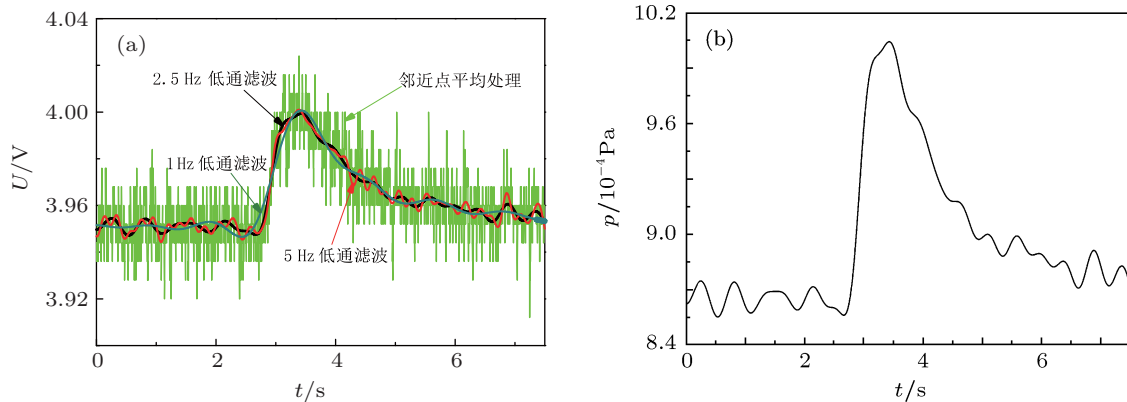 (a)
4.04
4.00
3.96
3.92
U/V
2.5 Hz 低通滤波
邻近点平均处理
1 Hz 低通滤波
5 Hz 低通滤波
0
2
4
6
t/s
(b)
10.2
9.6
9.0
8.4
p/10⁻⁴Pa
0
2
4
6
t/s